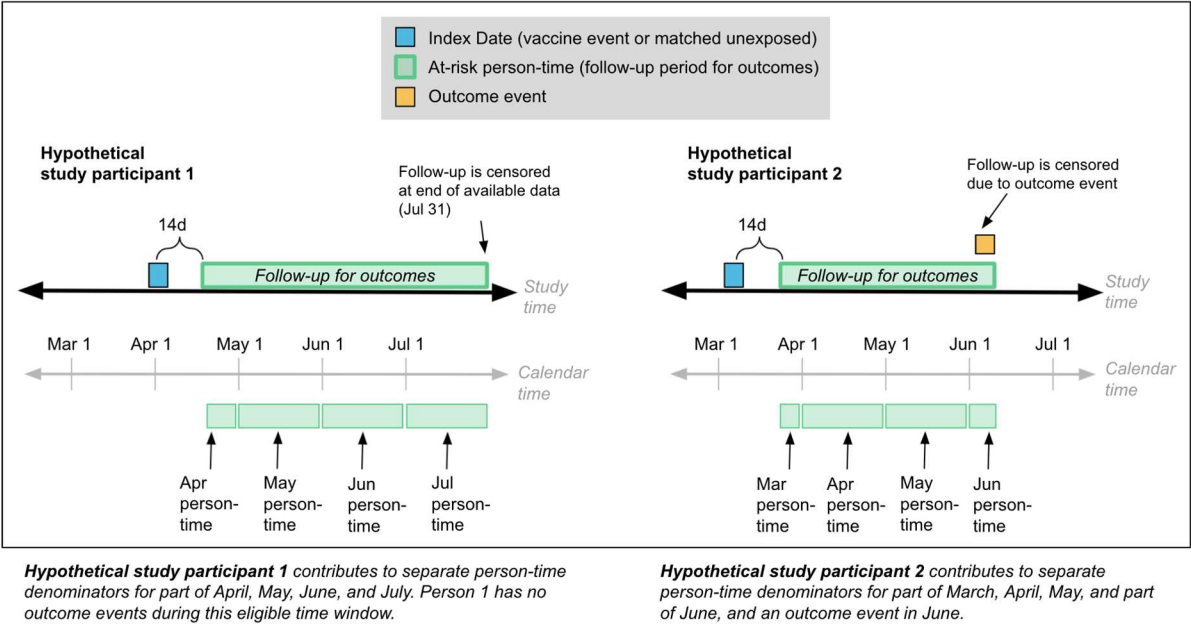 Index Date (vaccine event or matched unexposed)
At-risk person-time (follow-up period for outcomes)
Outcome event
Hypothetical
study participant 1
Follow-up is censored
at end of available data
(Jul 31)
14d
Follow-up for outcomes
Study
time
Mar 1
Apr 1
May 1
Jun 1
Jul 1
Calendar
time
Apr
person-
time
May
person-
time
Jun
person-
time
Jul
person-
time
Hypothetical
study participant 2
Follow-up is censored
due to outcome event
14d
Follow-up for outcomes
Study
time
Mar 1
Apr 1
May 1
Jun 1
Jul 1
Calendar
time
Mar
person-
time
Apr
person-
time
May
person-
time
Jun
person-
time
Hypothetical study participant 1 contributes to separate person-time
denominators for part of April, May, June, and July. Person 1 has no
outcome events during this eligible time window.
Hypothetical study participant 2 contributes to separate
person-time denominators for part of March, April, May, and part
of June, and an outcome event in June.